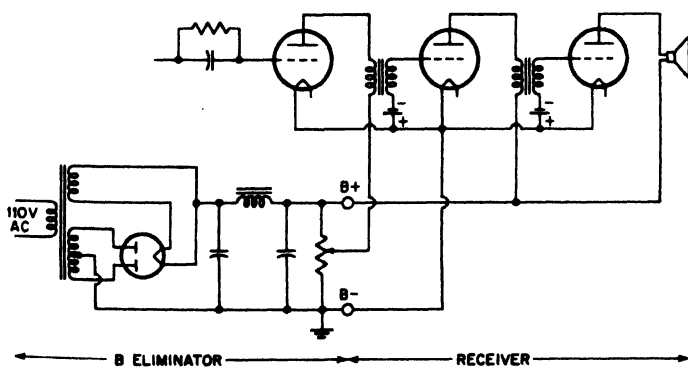 -
+
-
+
110V
AC
B+
B-
B ELIMINATOR
RECEIVER